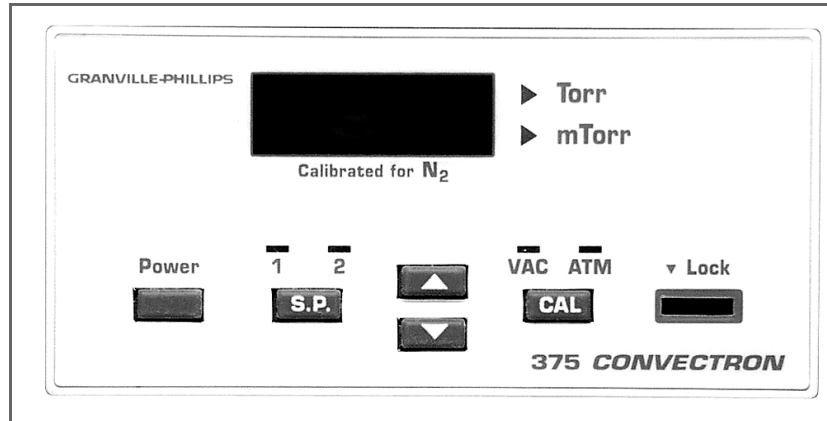 GRANVILLE-PHILLIPS
▶ Torr
▶ mTorr
Calibrated for N₂
Power
1 2
VAC ATM
▼ Lock
S.P.
CAL
375 CONVECTRON